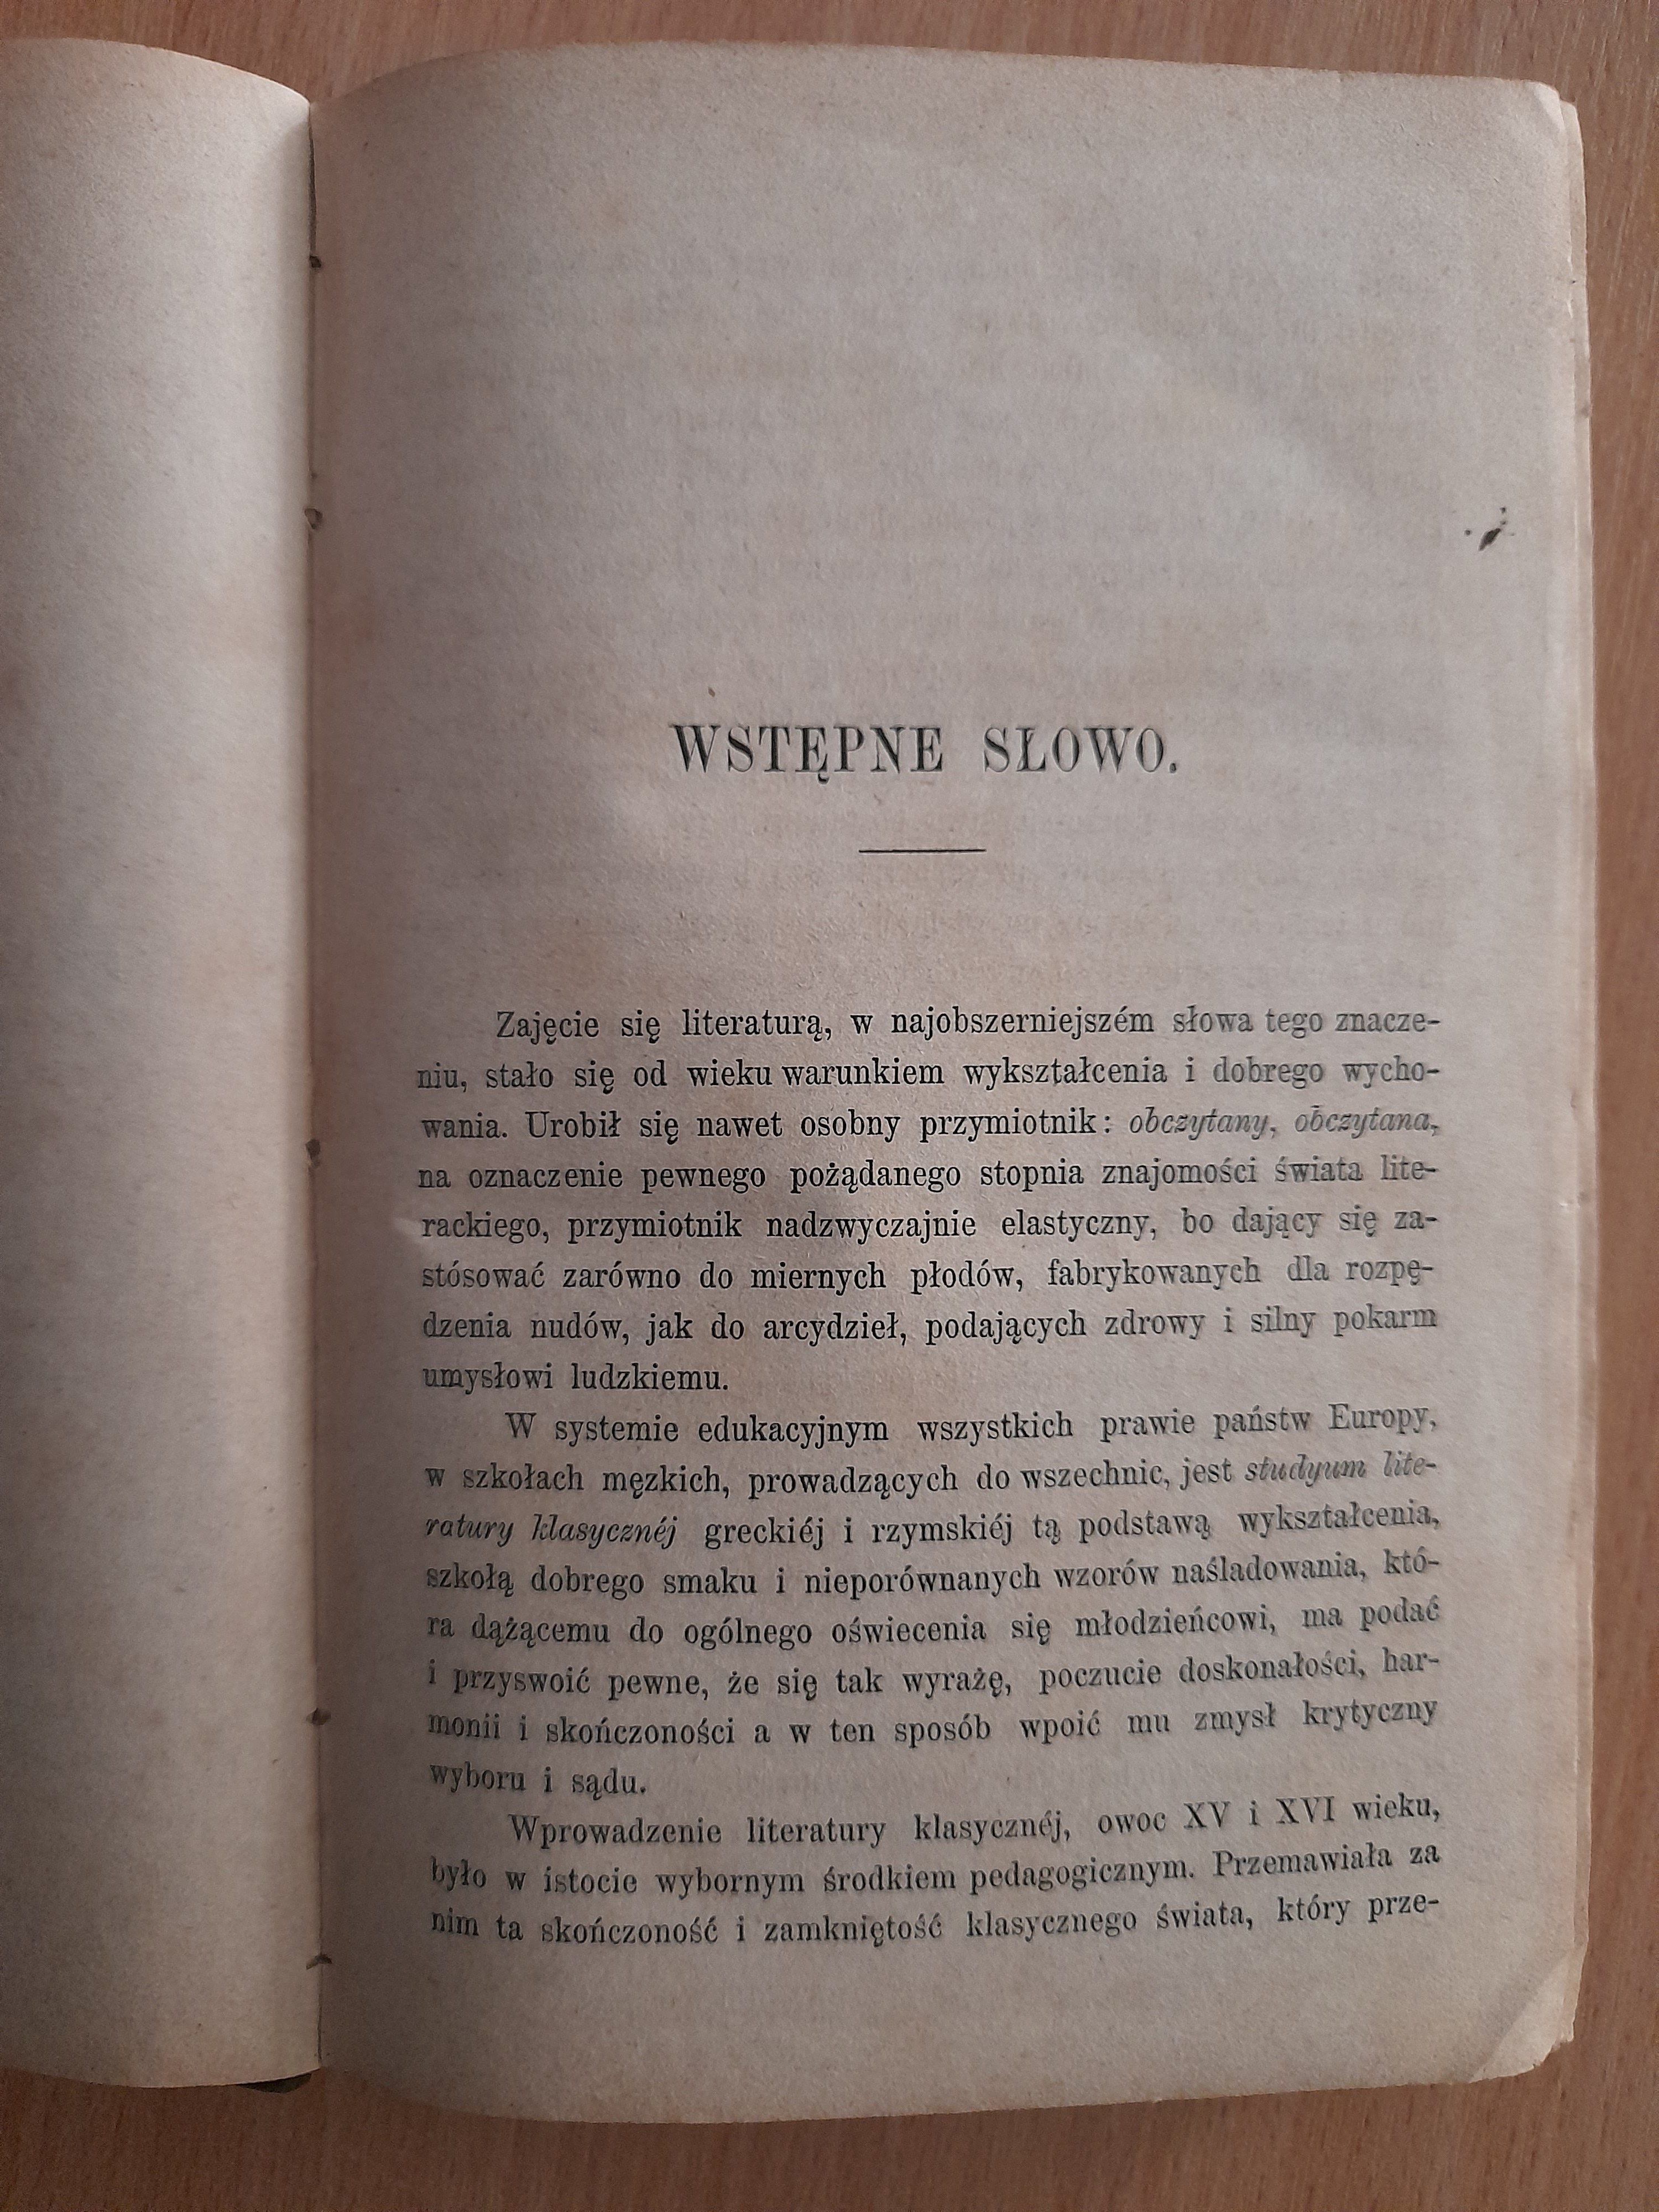 WSTĘPNE SŁOWO.
Zajęcie się literaturą, w najobszerniejszém słowa tego znacze-
niu, stało się od wieku warunkiem wykształcenia i dobrego wycho-
wania. Urobił się nawet osobny przymiotnik: obczytany, obczytana,
na oznaczenie pewnego pożądanego stopnia znajomości świata lite-
rackiego, przymiotnik nadzwyczajnie elastyczny, bo dający się za-
stósować zarówno do miernych płodów, fabrykowanych dla rozpę-
dzenia nudów, jak do arcydzieł, podających zdrowy i silny pokarm
umysłowi ludzkiemu.
W systemie edukacyjnym wszystkich prawie państw Europy,
w szkołach męzkich, prowadzących do wszechnic, jest studyum lite-
ratury klasycznéj greckiéj i rzymskiéj tą podstawą wykształcenia,
szkołą dobrego smaku i nieporównanych wzorów naśladowania, któ-
ra dążącemu do ogólnego oświecenia się młodzieńcowi, ma podać
i przyswoić pewne, że się tak wyrażę, poczucie doskonałości, har-
monii i skończoności a w ten sposób wpoić mu zmysł krytyczny
wyboru i sądu.
Wprowadzenie literatury klasycznéj, owoc XV i XVI wieku,
było w istocie wybornym środkiem pedagogicznym. Przemawiała za
nim ta skończoność i zamkniętość klasycznego świata, który prze-